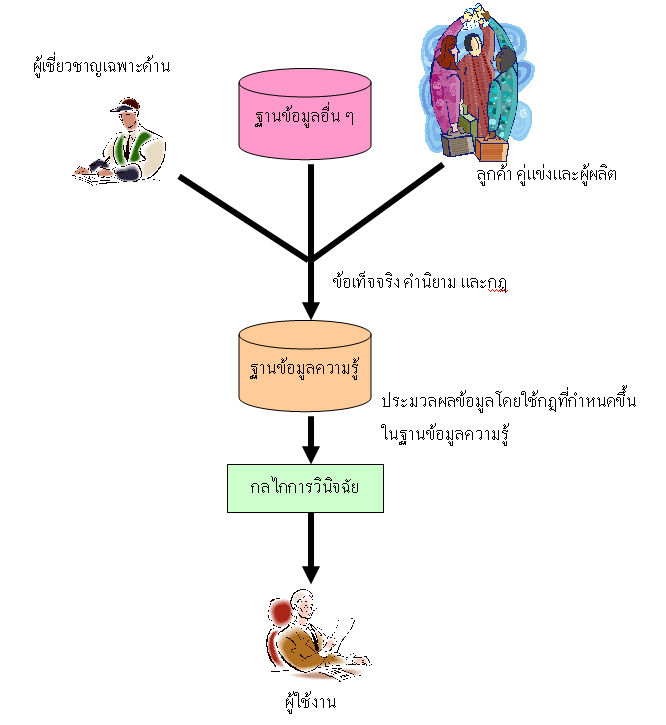 ผู้เชี่ยวชาญเฉพาะด้าน
ฐานข้อมูลอื่น ๆ
ลูกค้า คู่แข่งและผู้ผลิต
ข้อเท็จจริง คำนิยาม และกฎ
ฐานข้อมูลความรู้
ประมวลผลข้อมูลโดยใช้กฎที่กำหนดขึ้น
ในฐานข้อมูลความรู้
กลไกการวินิจฉัย
ผู้ใช้งาน